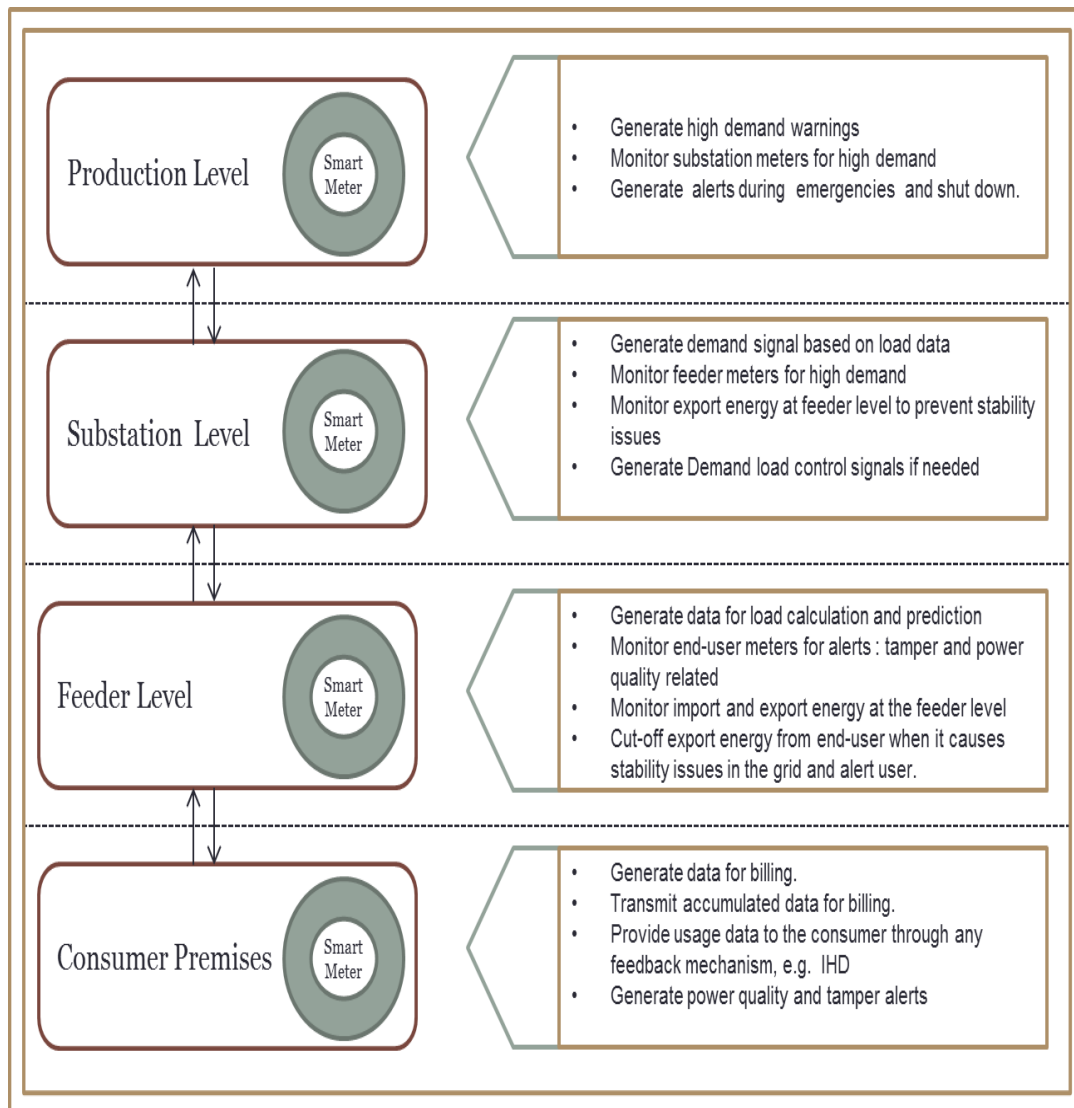 Production Level
Smart
Meter
• Generate high demand warnings
• Monitor substation meters for high demand
• Generate alerts during emergencies and shut down.
Substation Level
Smart
Meter
• Generate demand signal based on load data
• Monitor feeder meters for high demand
• Monitor export energy at feeder level to prevent stability
issues
• Generate Demand load control signals if needed
Feeder Level
Smart
Meter
• Generate data for load calculation and prediction
• Monitor end-user meters for alerts : tamper and power
quality related
• Monitor import and export energy at the feeder level
• Cut-off export energy from end-user when it causes
stability issues in the grid and alert user.
Consumer Premises
Smart
Meter
• Generate data for billing.
• Transmit accumulated data for billing.
• Provide usage data to the consumer through any
feedback mechanism, e.g. IHD
• Generate power quality and tamper alerts